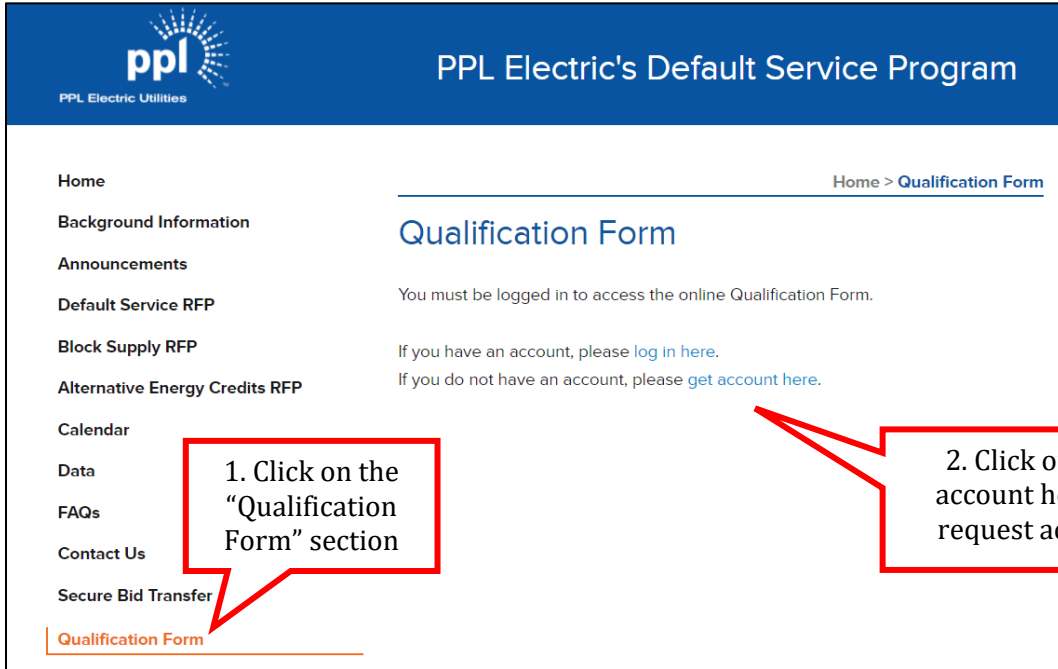 ppl
PPL Electric Utilities
PPL Electric's Default Service Program
Home
Background Information
Announcements
Default Service RFP
Block Supply RFP
Alternative Energy Credits RFP
Calendar
Data
FAQs
Contact Us
Secure Bid Transfer
Qualification Form
Home > Qualification Form
Qualification Form
You must be logged in to access the online Qualification Form.
If you have an account, please log in here.
If you do not have an account, please get account here.
1. Click on the
“Qualification
Form” section
2. Click
account
request